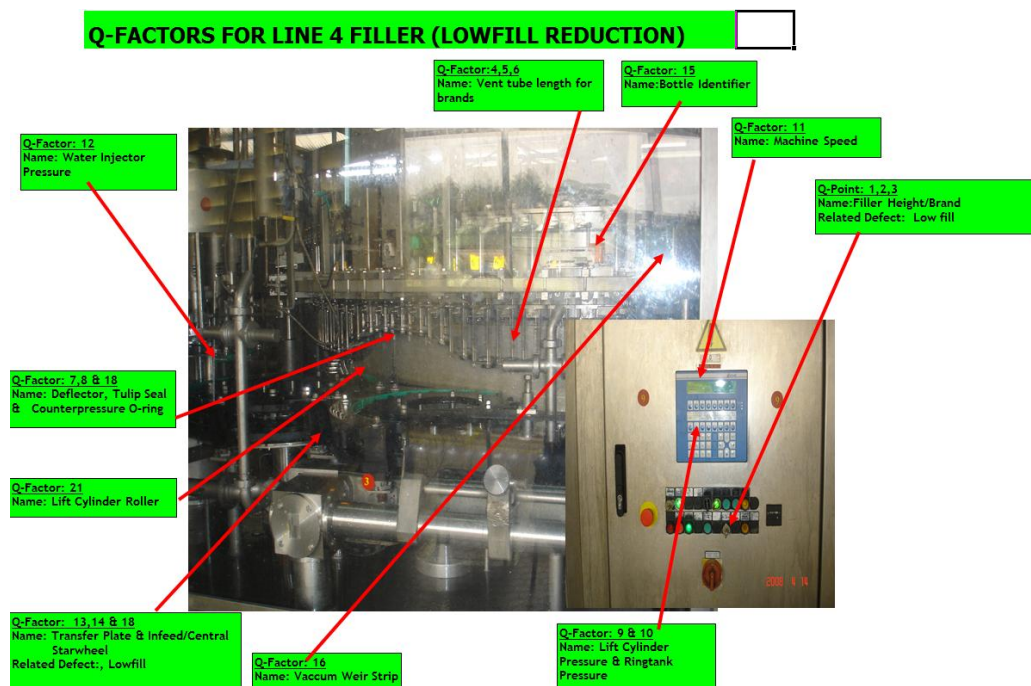 Q-FACTORS FOR LINE 4 FILLER (LOWFILL REDUCTION)
Q-Factor:4,5,6
Name: Vent tube length for
brands
Q-Factor: 15
Name:Bottle Identifier
Q-Factor: 11
Name: Machine Speed
Q-Factor: 12
Name: Water Injector
Pressure
Q-Point: 1,2,3
Name:Filler Height/Brand
Related Defect: Low fill
Q-Factor: 7,8 & 18
Name: Deflector, Tulip Seal
& Counterpressure O-ring
Q-Factor: 21
Name: Lift Cylinder Roller
3
2008 4 14
Q-Factor: 13,14 & 18
Name: Transfer Plate & Infeed/Central
Starwheel
Related Defect:, Lowfill
Q-Factor: 16
Name: Vaccum Weir Strip
Q-Factor: 9 & 10
Name: Lift Cylinder
Pressure & Ringtank
Pressure